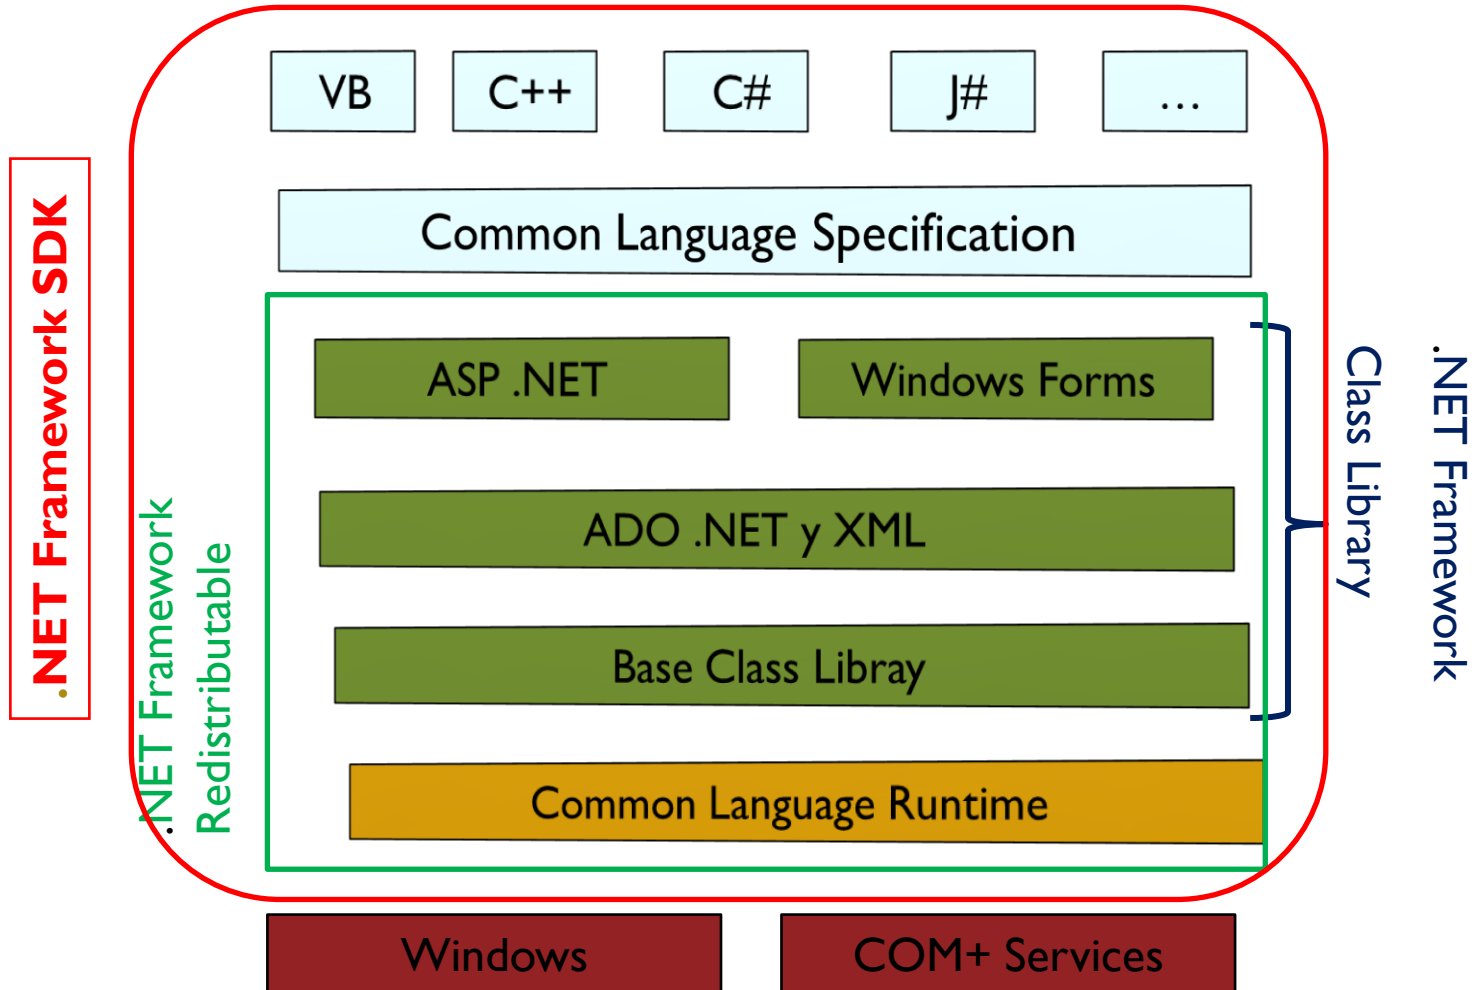 VB
C++
C#
J#
...
Common Language Specification
.NET Framework SDK
ASP .NET
Windows Forms
ADO .NET y XML
Base Class Libray
Common Language Runtime
.NET Framework
Redistributable
.NET Framework
Class Library
Windows
COM+ Services